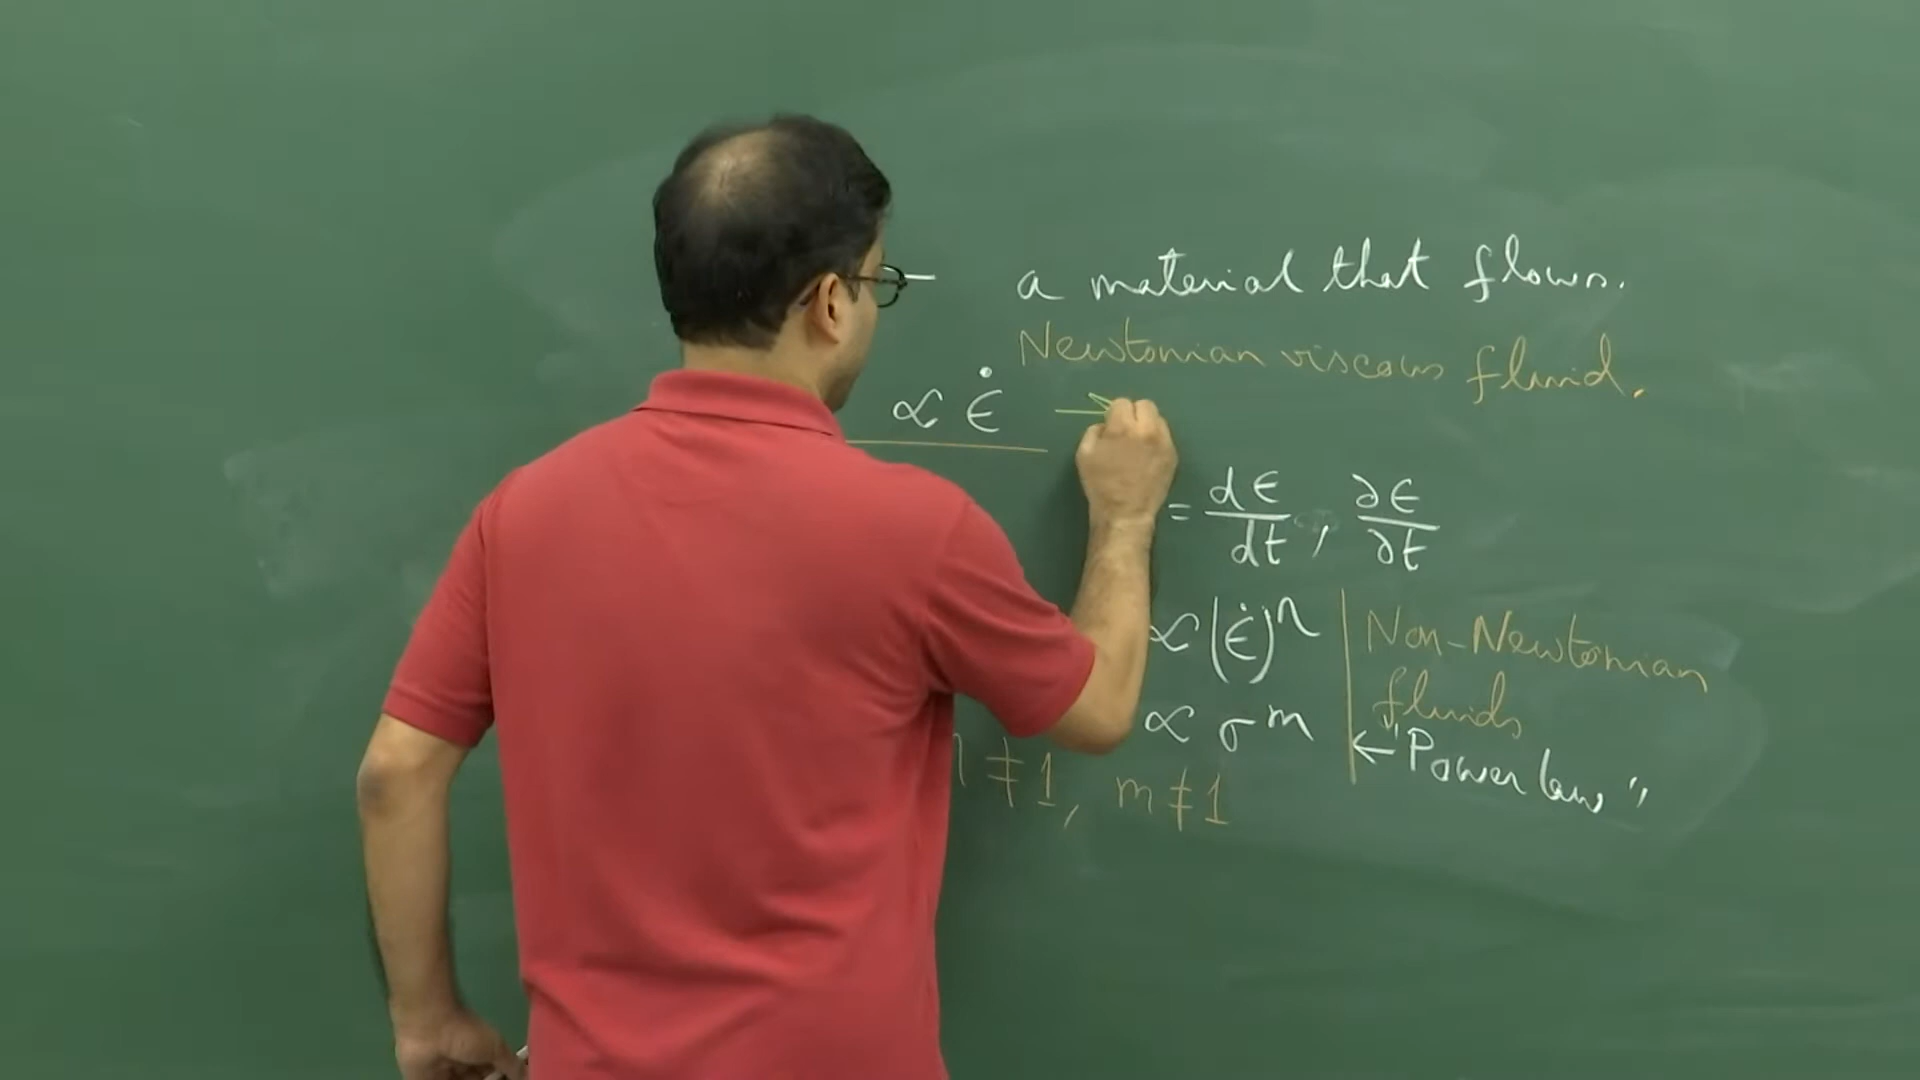 — a material that flows.
Newtonian viscous fluid.
∝ ε̇ →
= dε/dt, ∂ε/∂t
∝ (ε̇)ⁿ | Non-Newtonian
fluids
∝ σᵐ ← "Power law"
n ≠ 1, m ≠ 1